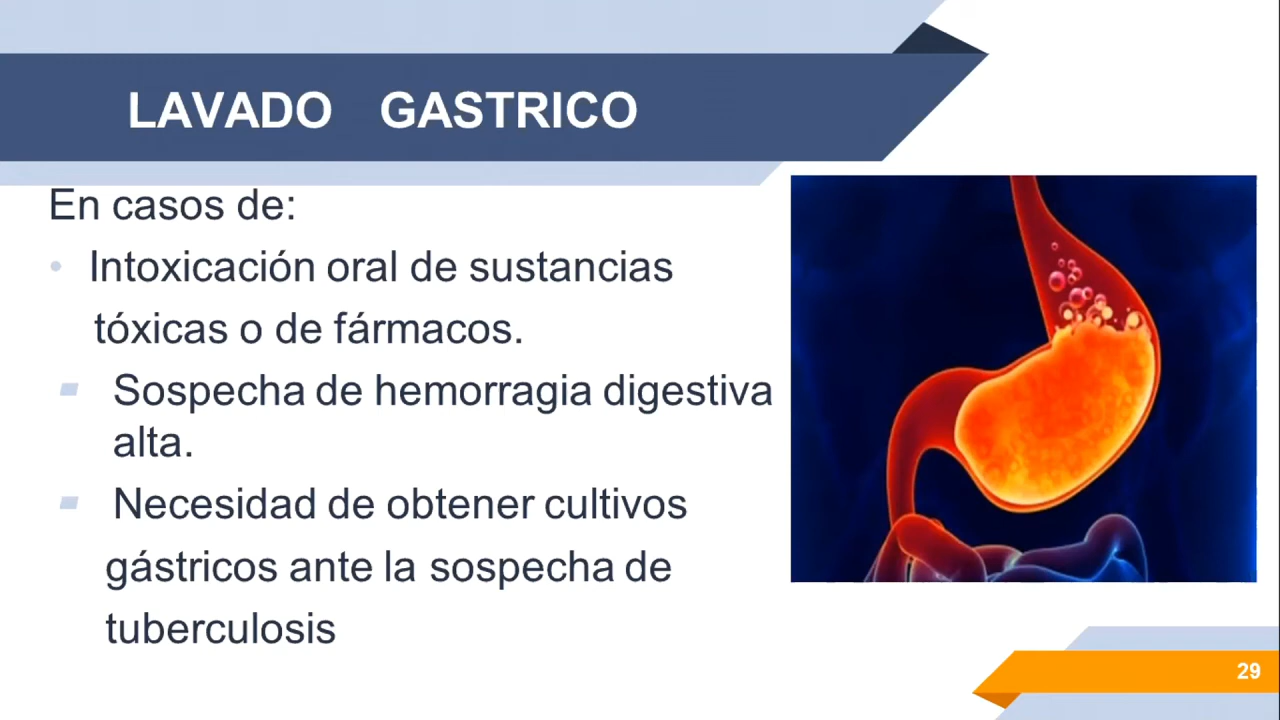 LAVADO GASTRICO
En casos de:
• Intoxicación oral de sustancias
tóxicas o de fármacos.
Sospecha de hemorragia digestiva
alta.
Necesidad de obtener cultivos
gástricos ante la sospecha de
tuberculosis
29